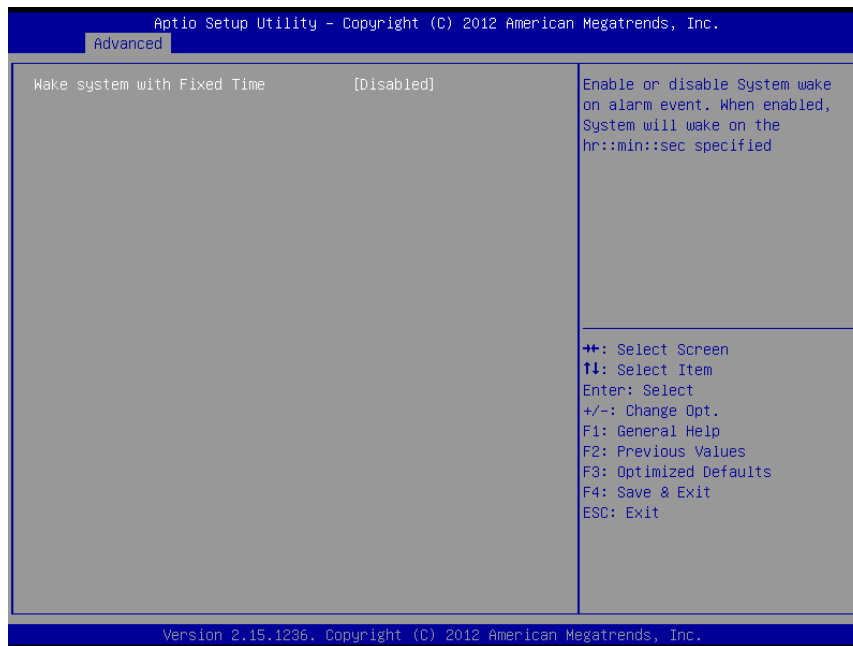 Aptio Setup Utility – Copyright (C) 2012 American Megatrends, Inc.
Advanced
Wake system with Fixed Time [Disabled]
Enable or disable System wake
on alarm event. When enabled,
System will wake on the
hr::min::sec specified
→←: Select Screen
↑↓: Select Item
Enter: Select
+/-: Change Opt.
F1: General Help
F2: Previous Values
F3: Optimized Defaults
F4: Save & Exit
ESC: Exit
Version 2.15.1236. Copyright (C) 2012 American Megatrends, Inc.